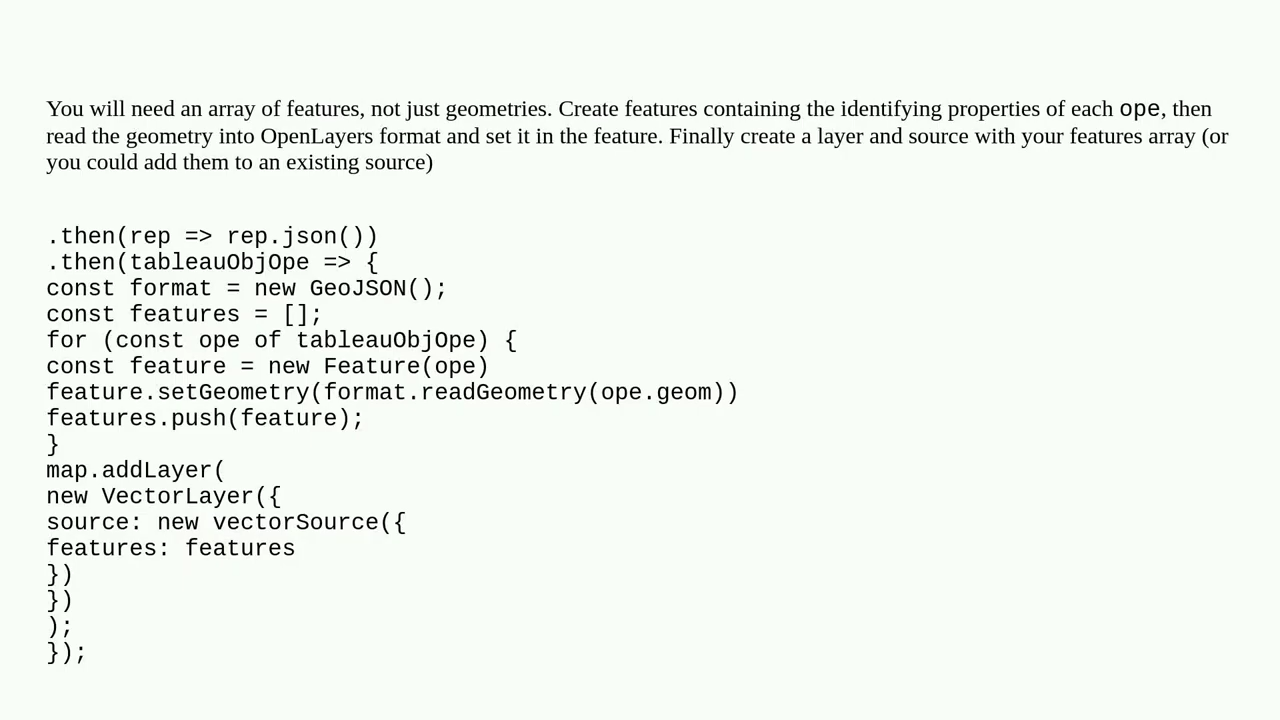 You will need an array of features, not just geometries. Create features containing the identifying properties of each ope, then
read the geometry into OpenLayers format and set it in the feature. Finally create a layer and source with your features array (or
you could add them to an existing source)
.then(rep => rep.json())
.then(tableauObjOpe => {
const format = new GeoJSON();
const features = [];
for (const ope of tableauObjOpe) {
const feature = new Feature(ope)
feature.setGeometry(format.readGeometry(ope.geom))
features.push(feature);
}
map.addLayer(
new VectorLayer({
source: new vectorSource({
features: features
})
})
);
});